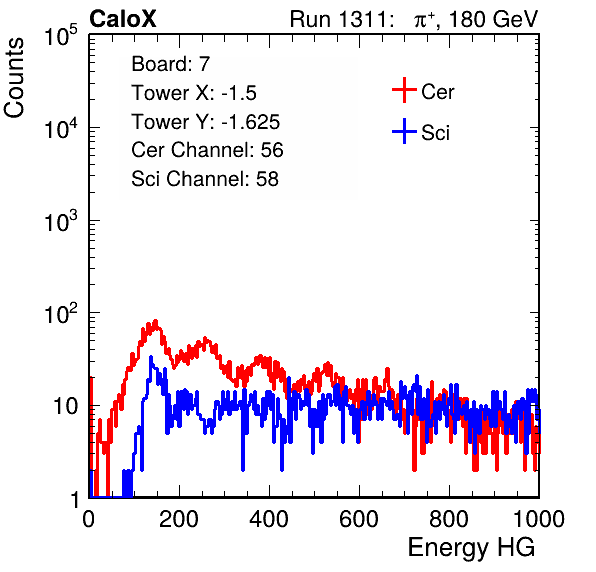 CaloX Run 1311: π⁺, 180 GeV
Counts
Board: 7
Tower X: -1.5
Tower Y: -1.625
Cer Channel: 56
Sci Channel: 58
Cer
Sci
10⁵
10⁴
10³
10²
10
1
0 200 400 600 800 1000
Energy HG